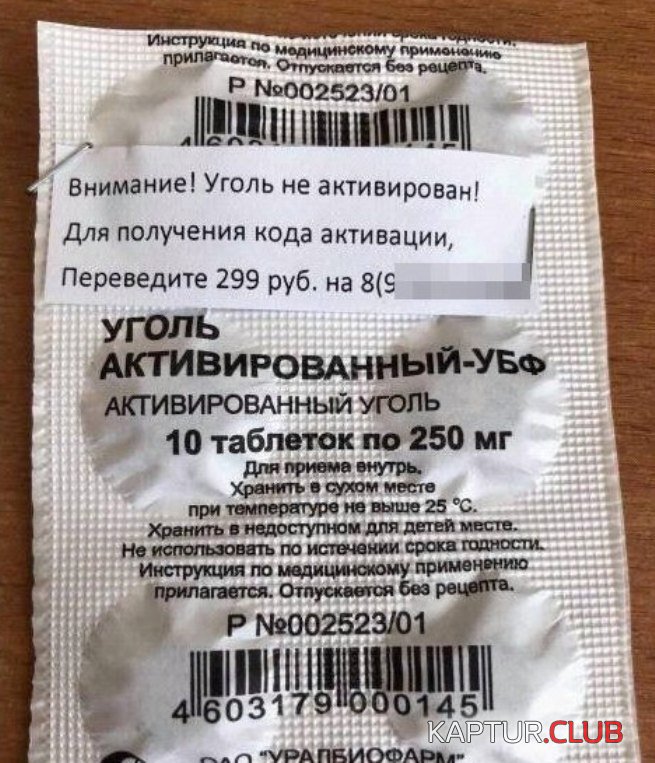 Инструкция по медицинскому применению
прилагается. Отпускается без рецепта.
Р №002523/01
Внимание! Уголь не активирован!
Для получения кода активации,
Переведите 299 руб. на 8(9
УГОЛЬ
АКТИВИРОВАННЫЙ-УБФ
АКТИВИРОВАННЫЙ УГОЛЬ
10 таблеток по 250 мг
Для приема внутрь.
Хранить в сухом месте
при температуре не выше 25 °С.
Хранить в недоступном для детей месте.
Не использовать по истечении срока годности.
Инструкция по медицинскому применению
прилагается. Отпускается без рецепта.
Р №002523/01
4 603179 000145
ОАО "УРАЛБИОФАРМ"
KAPTUR.CLUB